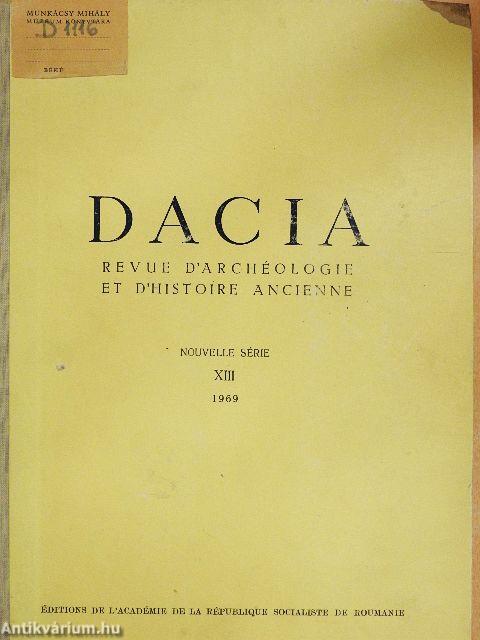 MUNKÁCSY MIHÁLY
MÚZEUM KÖNYVTÁRA
D 1116
DACIA
REVUE D'ARCHÉOLOGIE
ET D'HISTOIRE ANCIENNE
NOUVELLE SÉRIE
XIII
1969
ÉDITIONS DE L'ACADÉMIE DE LA RÉPUBLIQUE SOCIALISTE DE ROUMANIE
Antikvárium.hu